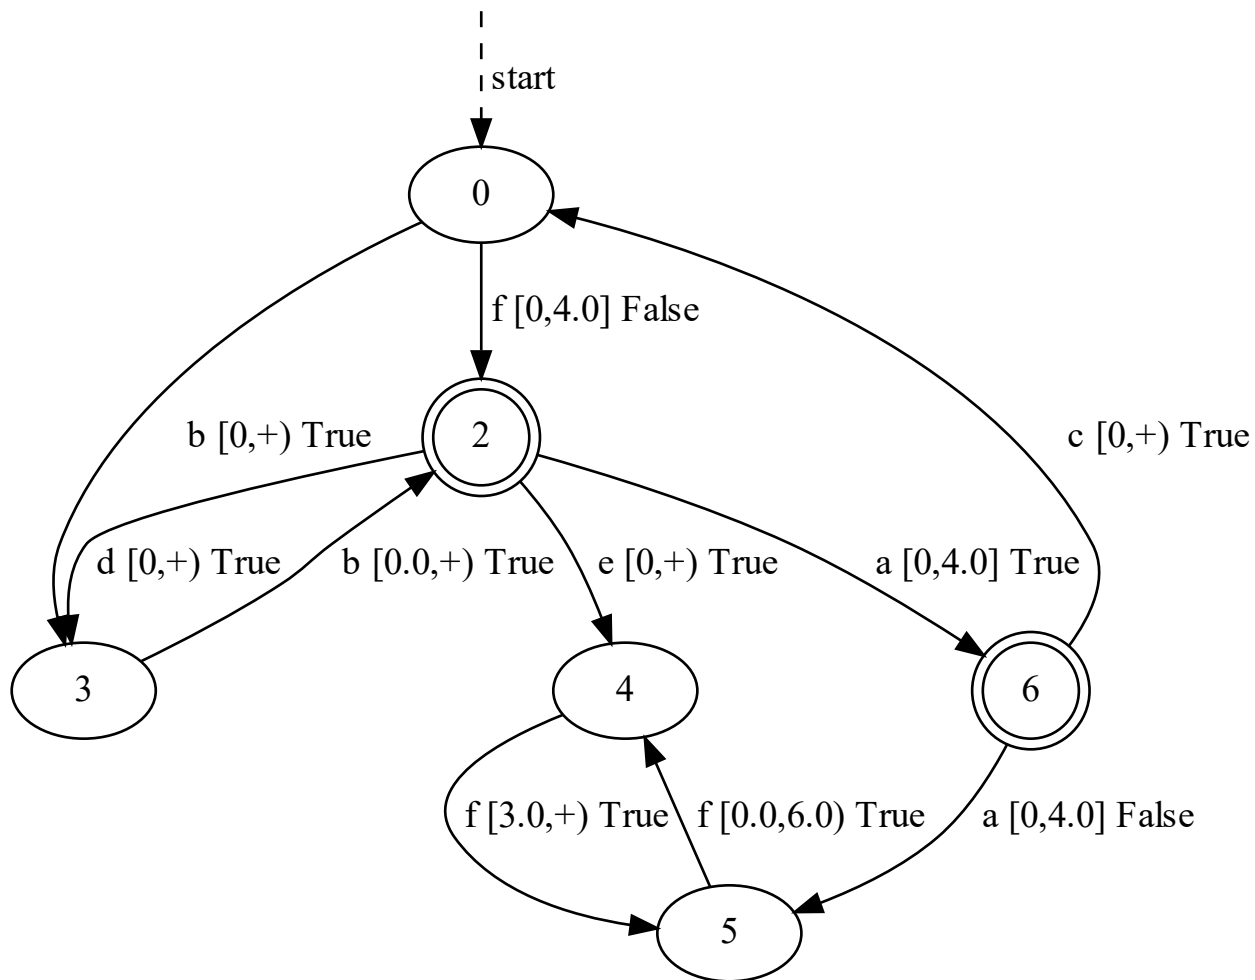 start
0
f [0,4.0] False
b [0,+) True
2
c [0,+) True
d [0,+) True
b [0.0,+) True
e [0,+) True
a [0,4.0] True
3
4
6
f [3.0,+) True
f [0.0,6.0) True
a [0,4.0] False
5